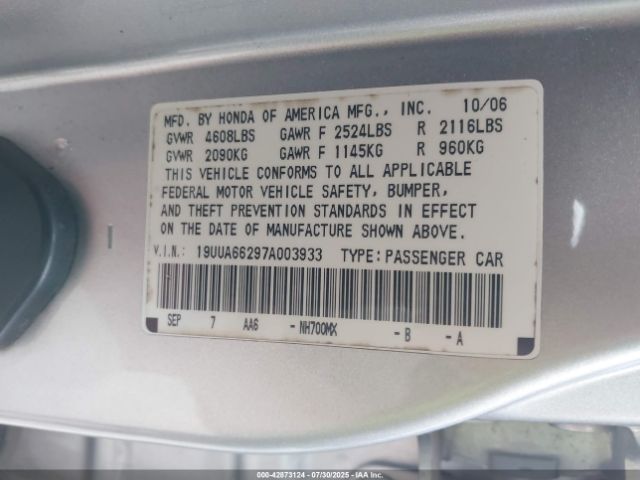 MFD. BY HONDA OF AMERICA MFG., INC. 10/06
GVWR 4608LBS GAWR F 2524LBS R 2116LBS
GVWR 2090KG GAWR F 1145KG R 960KG
THIS VEHICLE CONFORMS TO ALL APPLICABLE
FEDERAL MOTOR VEHICLE SAFETY, BUMPER,
AND THEFT PREVENTION STANDARDS IN EFFECT
ON THE DATE OF MANUFACTURE SHOWN ABOVE.
V.I.N.: 19UUA66297A003933 TYPE:PASSENGER CAR
SEP 7 AA6 -NH700MX -B -A
000-42873124 - 07/30/2025 - IAA Inc.